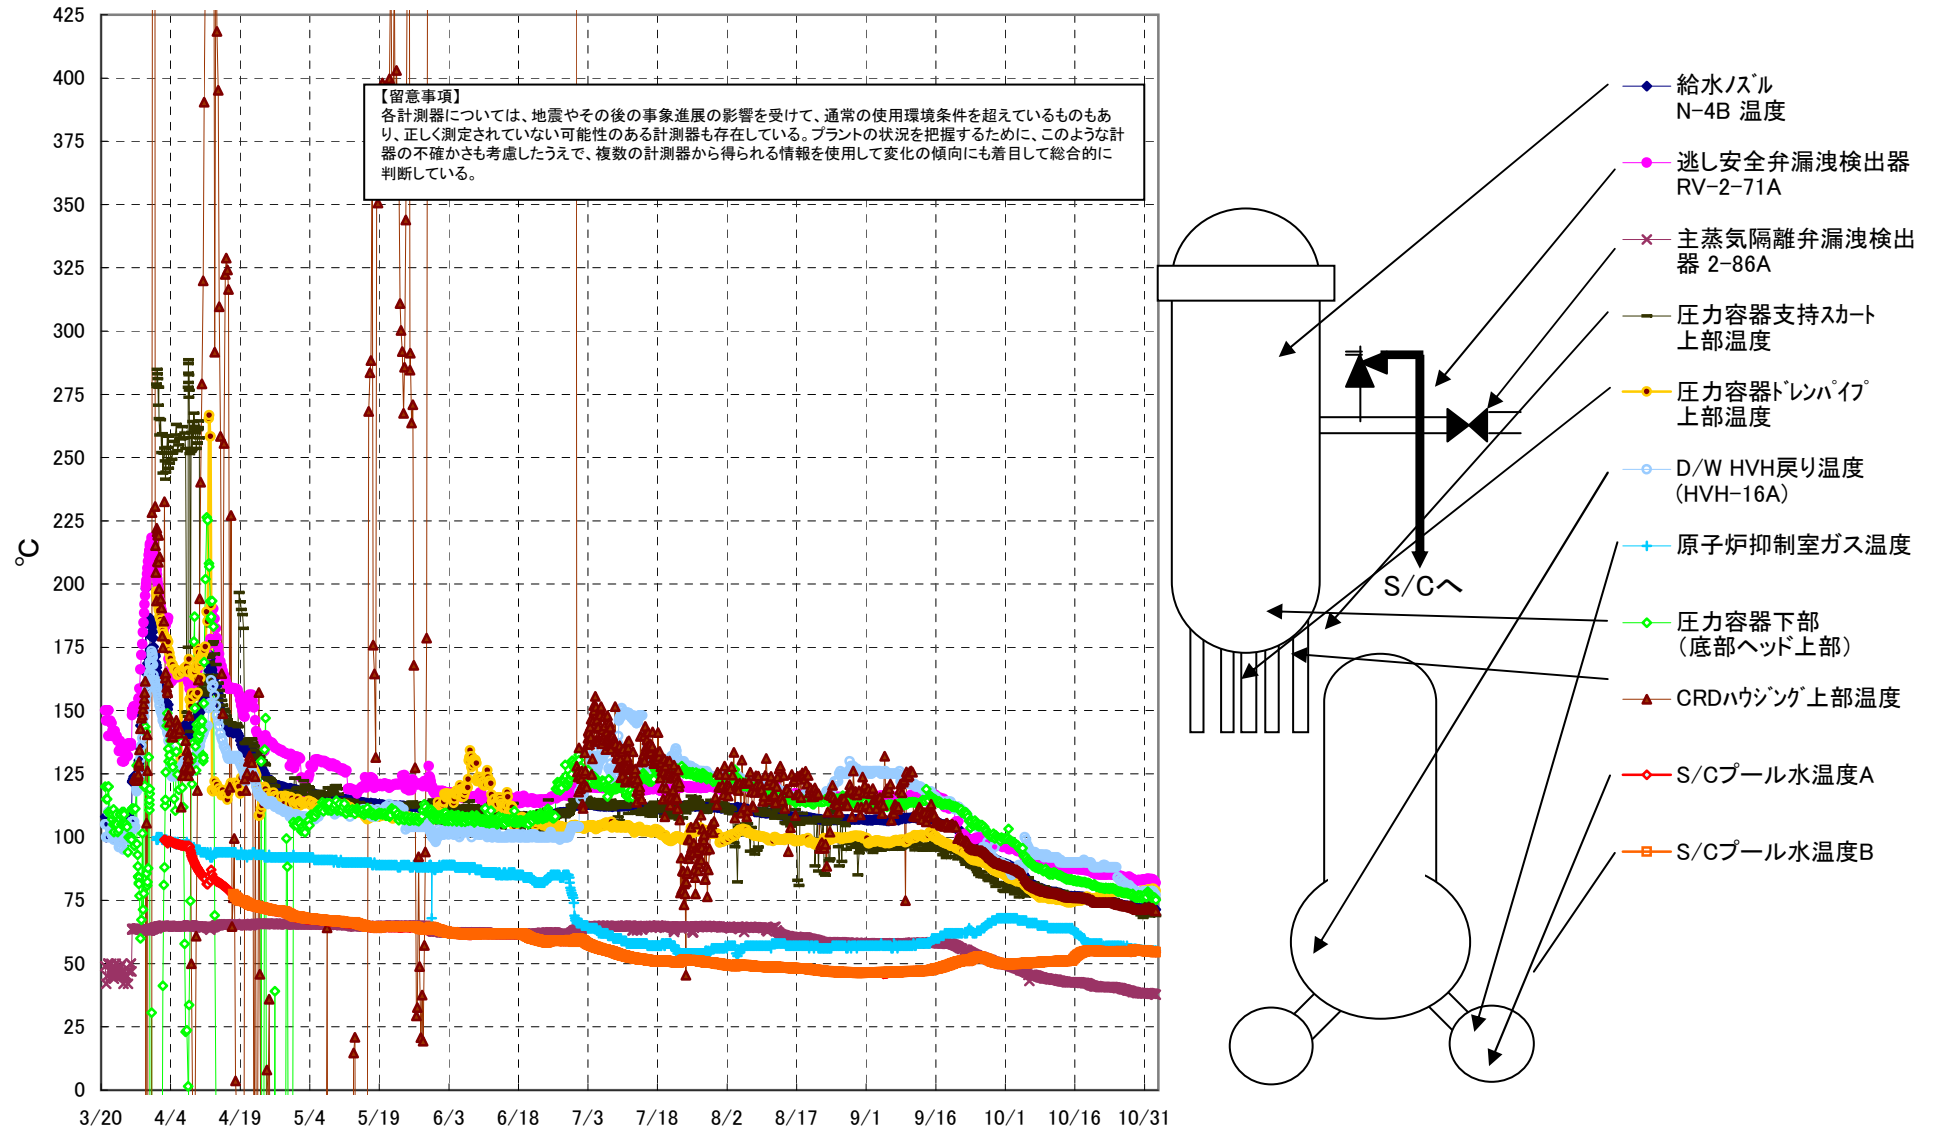 425
400
375
350
325
300
275
250
225
200
175
150
125
100
75
50
25
0
℃
3/20 4/4 4/19 5/4 5/19 6/3 6/18 7/3 7/18 8/2 8/17 9/1 9/16 10/1 10/16 10/31
【留意事項】
各計測器については、地震やその後の事象進展の影響を受けて、通常の使用環境条件を超えているものもあ
り、正しく測定されていない可能性のある計測器も存在している。プラントの状況を把握するために、このような計
器の不確かさも考慮したうえで、複数の計測器から得られる情報を使用して変化の傾向にも着目して総合的に
判断している。
S/Cへ
給水ﾉｽﾞﾙ
N-4B 温度
逃し安全弁漏洩検出器
RV-2-71A
主蒸気隔離弁漏洩検出
器 2-86A
圧力容器支持ｽｶｰﾄ
上部温度
圧力容器ﾄﾞﾚﾝﾊﾟｲﾌﾟ
上部温度
D/W HVH戻り温度
(HVH-16A)
原子炉抑制室ガス温度
圧力容器下部
（底部ヘッド上部）
CRDﾊｳｼﾞﾝｸﾞ上部温度
S/Cプール水温度A
S/Cプール水温度B